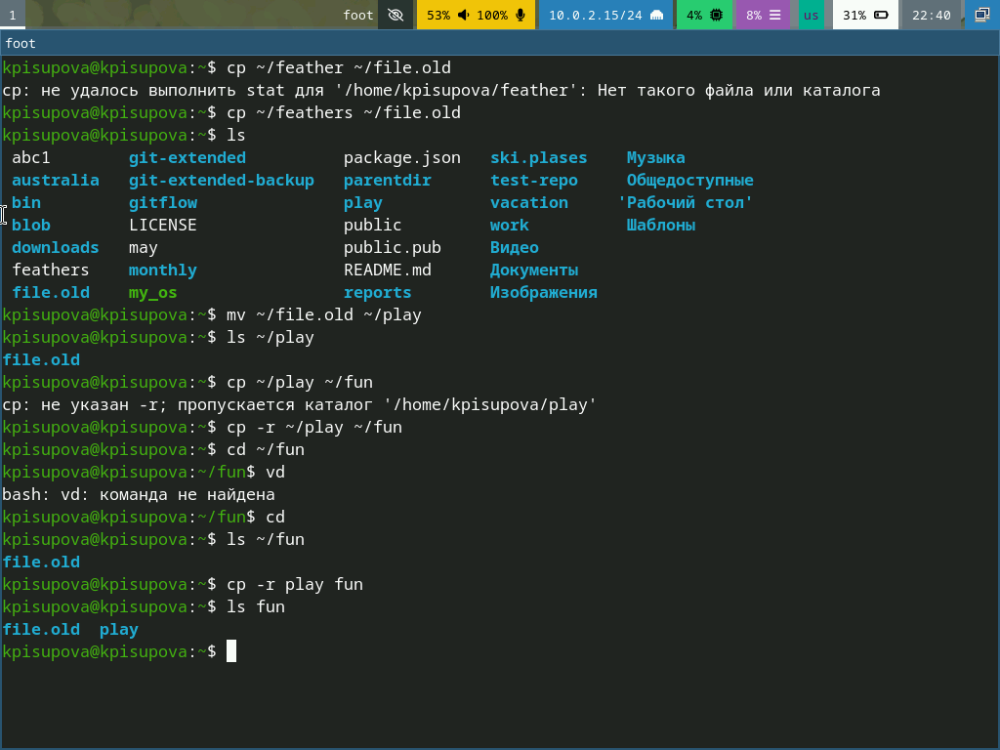 1 foot 53% 100% 10.0.2.15/24 4% 8% us 31% 22:40
foot
kpisupova@kpisupova:~$ cp ~/feather ~/file.old
cp: не удалось выполнить stat для '/home/kpisupova/feather': Нет такого файла или каталога
kpisupova@kpisupova:~$ cp ~/feathers ~/file.old
kpisupova@kpisupova:~$ ls
abc1 git-extended package.json ski.plases Музыка
australia git-extended-backup parentdir test-repo Общедоступные
bin gitflow play vacation 'Рабочий стол'
blob LICENSE public work Шаблоны
downloads may public.pub Видео
feathers monthly README.md Документы
file.old my_os reports Изображения
kpisupova@kpisupova:~$ mv ~/file.old ~/play
kpisupova@kpisupova:~$ ls ~/play
file.old
kpisupova@kpisupova:~$ cp ~/play ~/fun
cp: не указан -r; пропускается каталог '/home/kpisupova/play'
kpisupova@kpisupova:~$ cp -r ~/play ~/fun
kpisupova@kpisupova:~$ cd ~/fun
kpisupova@kpisupova:~/fun$ vd
bash: vd: команда не найдена
kpisupova@kpisupova:~/fun$ cd
kpisupova@kpisupova:~$ ls ~/fun
file.old
kpisupova@kpisupova:~$ cp -r play fun
kpisupova@kpisupova:~$ ls fun
file.old play
kpisupova@kpisupova:~$